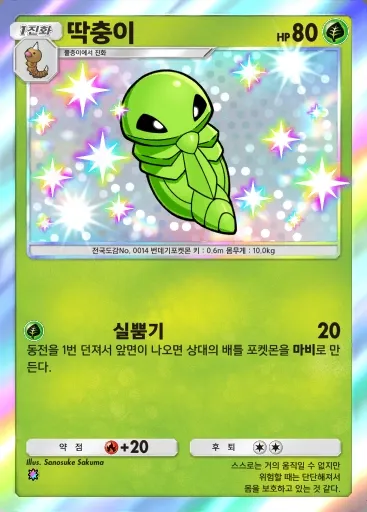 1진화
딱충이
HP 80
뿔충이에서 진화
전국도감No. 0014 번데기포켓몬 키 : 0.6m 몸무게 : 10.0kg
실뿜기 20
동전을 1번 던져서 앞면이 나오면 상대의 배틀 포켓몬을 마비로 만
든다.
약 점 +20
후 퇴
Illus. Sanosuke Sakuma
스스로는 거의 움직일 수 없지만
위험할 때는 단단해져서
몸을 보호하고 있는 것 같다.